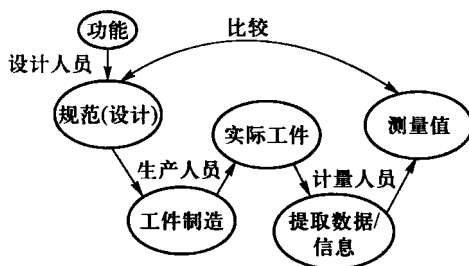 功能
比较
设计人员
规范(设计)
实际工件
测量值
生产人员
计量人员
工件制造
提取数据/
信息